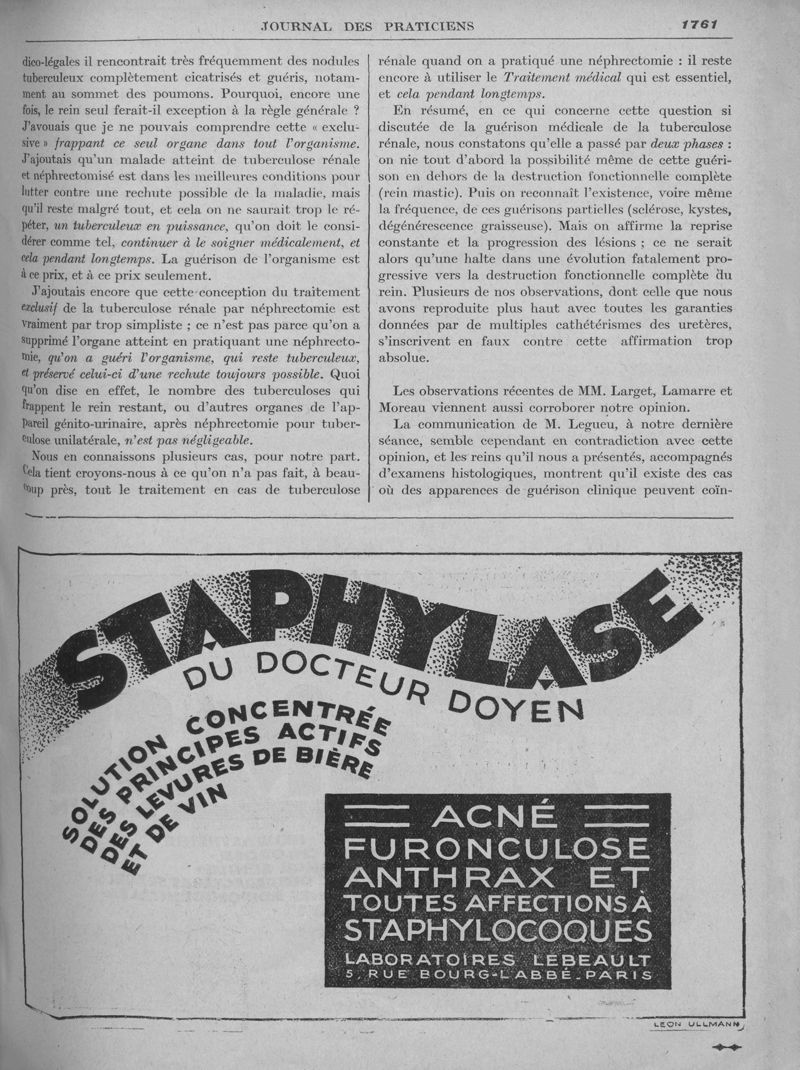 JOURNAL DES PRATICIENS
1761
dico-légales il rencontrait très fréquemment des nodules
tuberculeux complètement cicatrisés et guéris, notam-
ment au sommet des poumons. Pourquoi, encore une
fois, le rein seul ferait-il exception à la règle générale ?
J'avouais que je ne pouvais comprendre cette « exclu-
sive » frappant ce seul organe dans tout l'organisme.
J'ajoutais qu'un malade atteint de tuberculose rénale
et néphrectomisé est dans les meilleures conditions pour
lutter contre une rechute possible de la maladie, mais
qu'il reste malgré tout, et cela on ne saurait trop le ré-
péter, un tuberculeux en puissance, qu'on doit le consi-
dérer comme tel, continuer à le soigner médicalement, et
cela pendant longtemps. La guérison de l'organisme est
à ce prix, et à ce prix seulement.
J'ajoutais encore que cette conception du traitement
exclusif de la tuberculose rénale par néphrectomie est
vraiment par trop simpliste ; ce n'est pas parce qu'on a
supprimé l'organe atteint en pratiquant une néphrecto-
mie, qu'on a guéri l'organisme, qui reste tuberculeux,
et préservé celui-ci d'une rechute toujours possible. Quoi
qu'on dise en effet, le nombre des tuberculoses qui
frappent le rein restant, ou d'autres organes de l'ap-
pareil génito-urinaire, après néphrectomie pour tuber-
culose unilatérale, n'est pas négligeable.
Nous en connaissons plusieurs cas, pour notre part.
Cela tient croyons-nous à ce qu'on n'a pas fait, à beau-
coup près, tout le traitement en cas de tuberculose
rénale quand on a pratiqué une néphrectomie : il reste
encore à utiliser le Traitement médical qui est essentiel,
et cela pendant longtemps.
En résumé, en ce qui concerne cette question si
discutée de la guérison médicale de la tuberculose
rénale, nous constatons qu'elle a passé par deux phases :
on nie tout d'abord la possibilité même de cette guéri-
son en dehors de la destruction fonctionnelle complète
(rein mastic). Puis on reconnaît l'existence, voire même
la fréquence, de ces guérisons partielles (sclérose, kystes,
dégénérescence graisseuse). Mais on affirme la reprise
constante et la progression des lésions ; ce ne serait
alors qu'une halte dans une évolution fatalement pro-
gressive vers la destruction fonctionnelle complète du
rein. Plusieurs de nos observations, dont celle que nous
avons reproduite plus haut avec toutes les garanties
données par de multiples cathétérismes des uretères,
s'inscrivent en faux contre cette affirmation trop
absolue.
Les observations récentes de MM. Larget, Lamarre et
Moreau viennent aussi corroborer notre opinion.
La communication de M. Legueu, à notre dernière
séance, semble cependant en contradiction avec cette
opinion, et les reins qu'il nous a présentés, accompagnés
d'examens histologiques, montrent qu'il existe des cas
où des apparences de guérison clinique peuvent coïn-
STAPHYLASE
DU DOCTEUR DOYEN
SOLUTION CONCENTRÉE
DES PRINCIPES ACTIFS
DES LEVURES DE BIÈRE
ET DE VIN
ACNÉ
FURONCULOSE
ANTHRAX ET
TOUTES AFFECTIONS À
STAPHYLOCOQUES
LABORATOIRES LEBEAULT
5, RUE BOURG-L'ABBÉ-PARIS
LEON ULLMANN